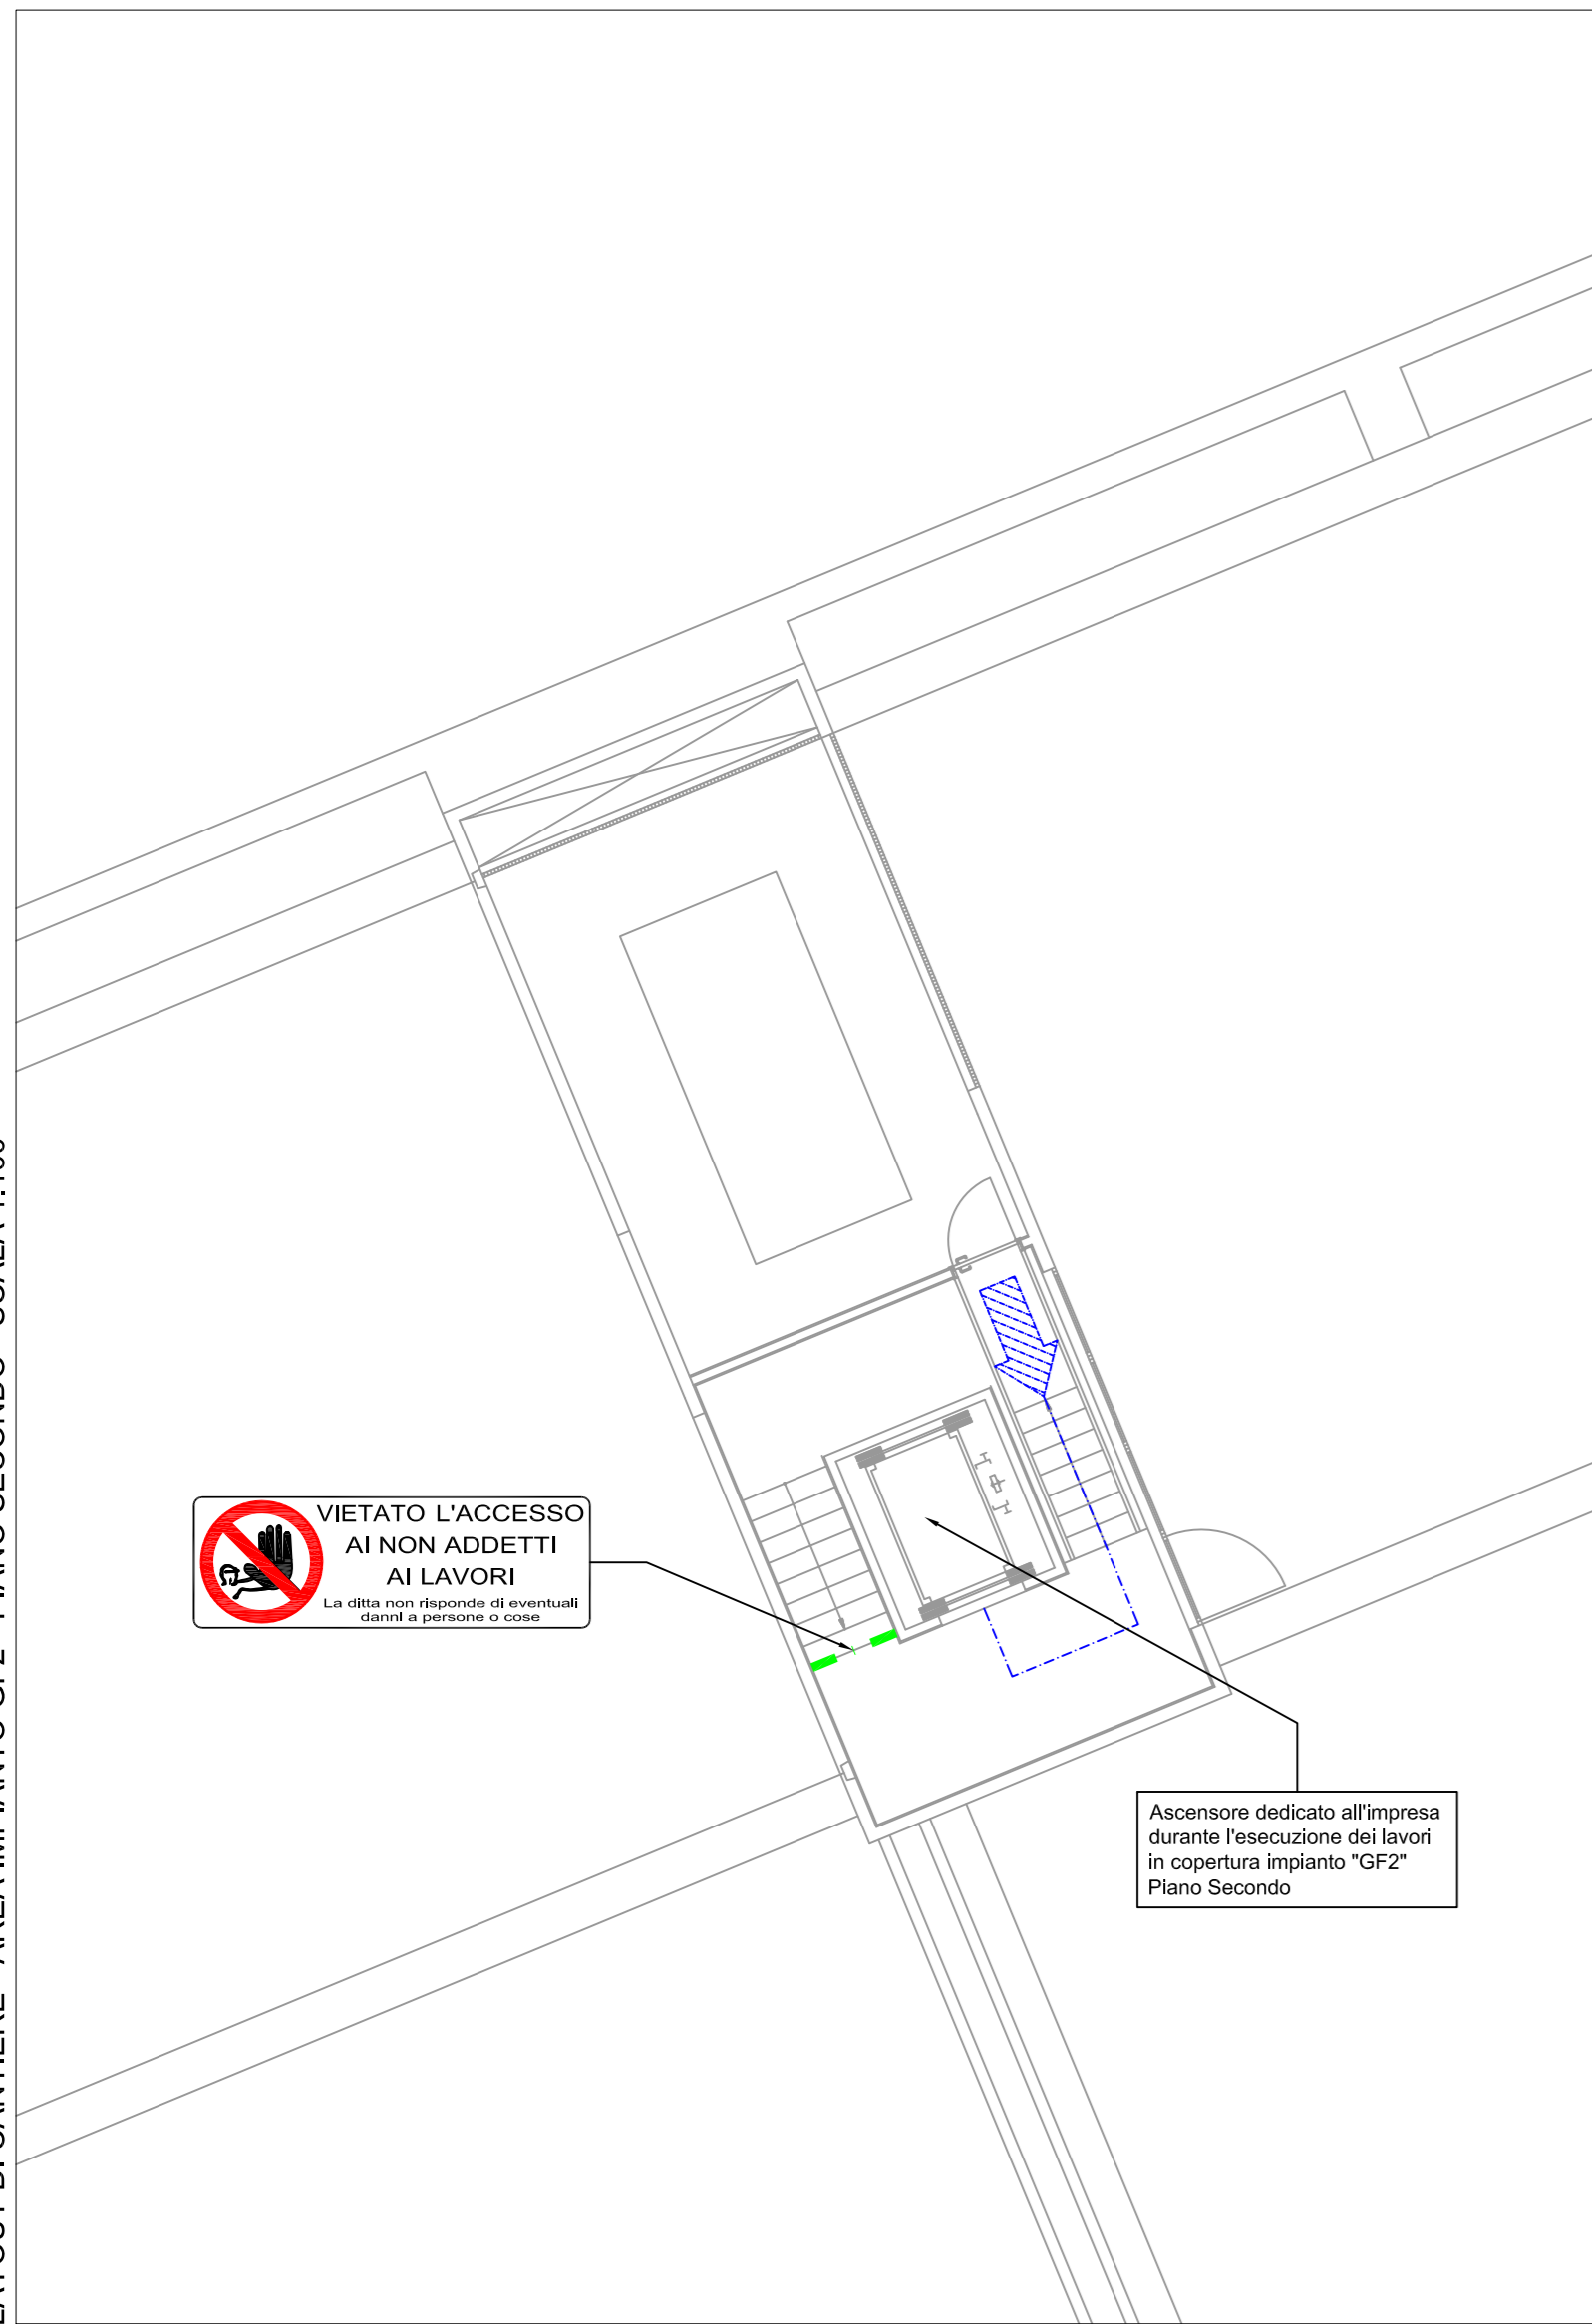 VIETATO L'ACCESSO
AI NON ADDETTI
AI LAVORI
La ditta non risponde di eventuali
dannI a persone o cose
Ascensore dedicato all'impresa
durante l'esecuzione dei lavori
in copertura impianto "GF2"
Piano Secondo